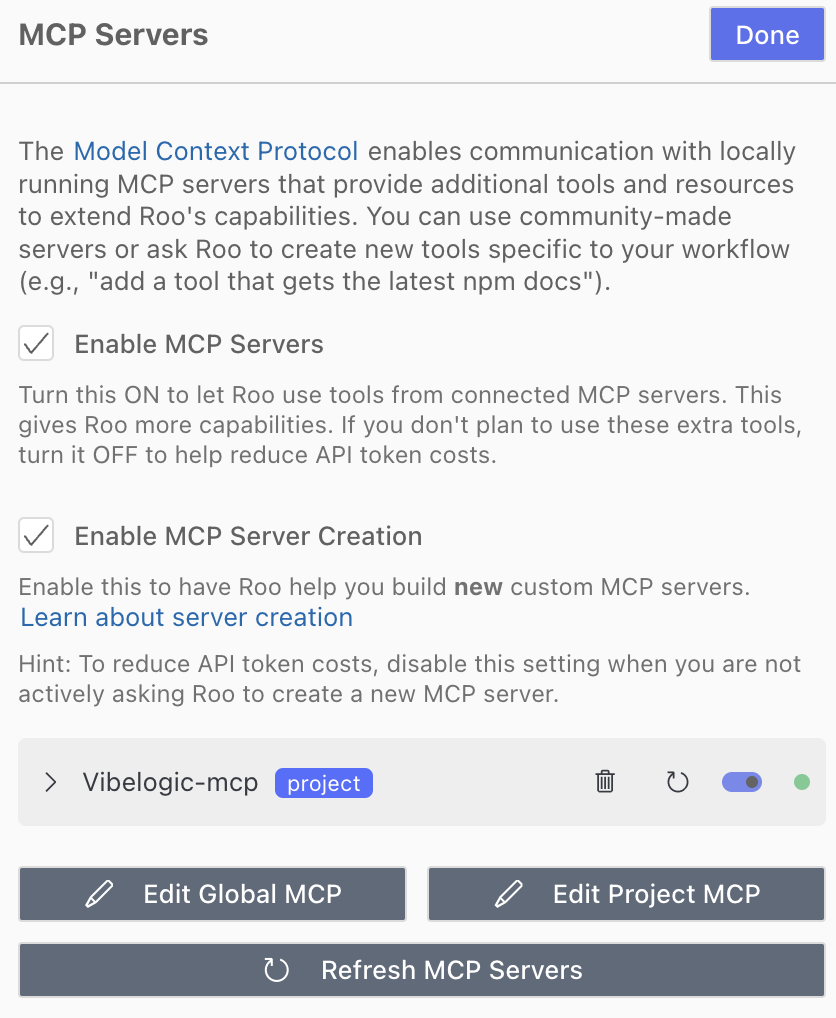 MCP Servers
Done
The Model Context Protocol enables communication with locally
running MCP servers that provide additional tools and resources
to extend Roo's capabilities. You can use community-made
servers or ask Roo to create new tools specific to your workflow
(e.g., "add a tool that gets the latest npm docs").
Enable MCP Servers
Turn this ON to let Roo use tools from connected MCP servers. This
gives Roo more capabilities. If you don't plan to use these extra tools,
turn it OFF to help reduce API token costs.
Enable MCP Server Creation
Enable this to have Roo help you build new custom MCP servers.
Learn about server creation
Hint: To reduce API token costs, disable this setting when you are not
actively asking Roo to create a new MCP server.
Vibelogic-mcp project
Edit Global MCP
Edit Project MCP
Refresh MCP Servers